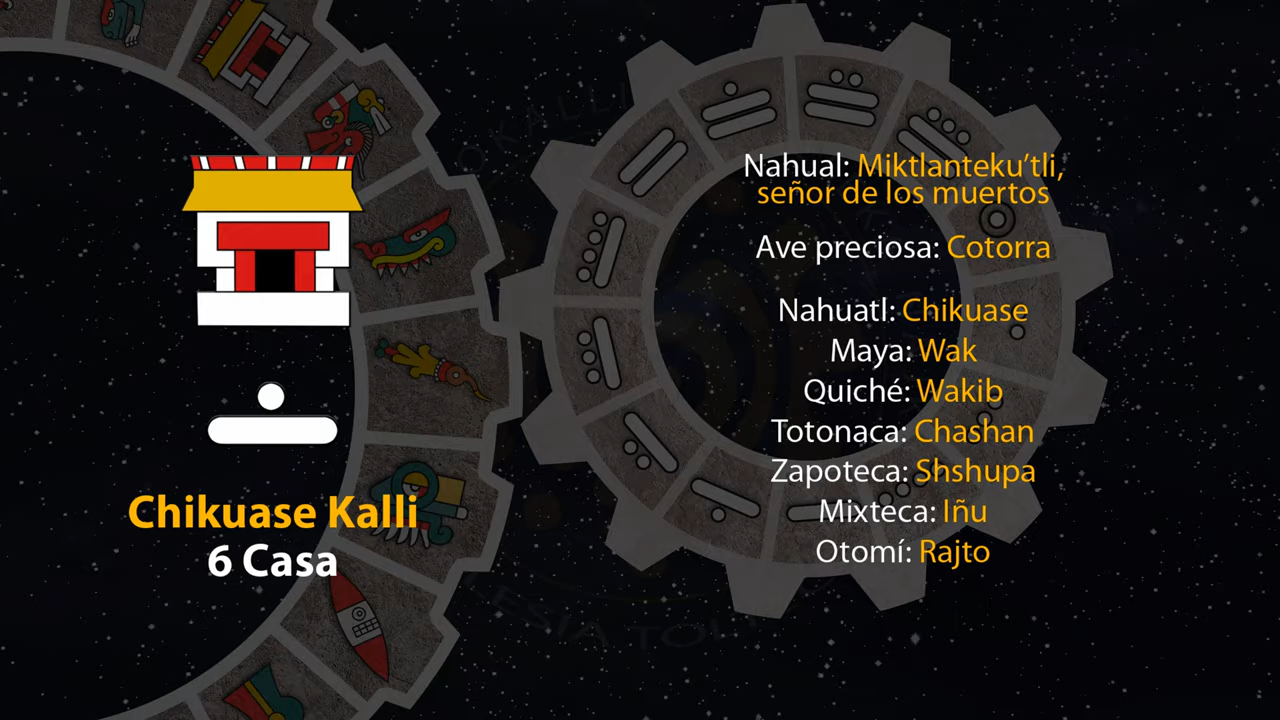 Chikuase Kalli
6 Casa
Nahual: Miktlanteku’tli,
señor de los muertos
Ave preciosa: Cotorra
Nahuatl: Chikuase
Maya: Wak
Quiché: Wakib
Totonaca: Chashan
Zapoteca: Shshupa
Mixteca: Iñu
Otomí: Rajto